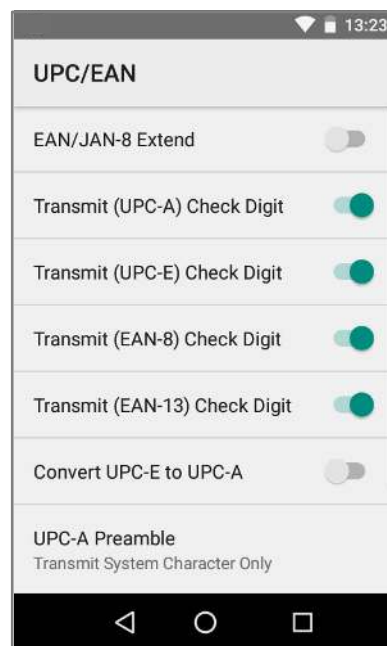 13:23
UPC/EAN
EAN/JAN-8 Extend
Transmit (UPC-A) Check Digit
Transmit (UPC-E) Check Digit
Transmit (EAN-8) Check Digit
Transmit (EAN-13) Check Digit
Convert UPC-E to UPC-A
UPC-A Preamble
Transmit System Character Only